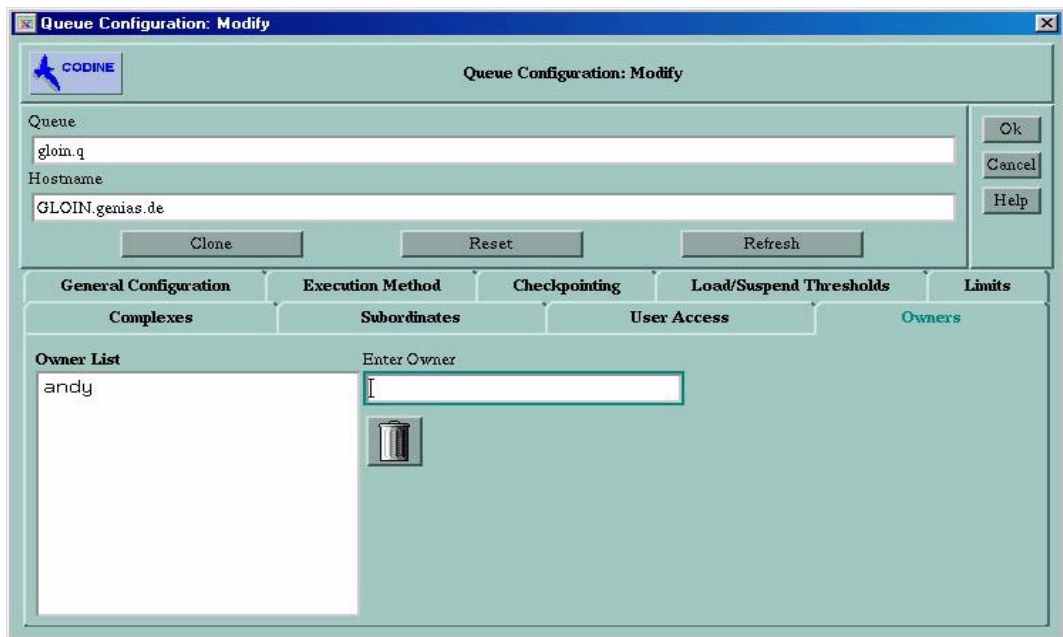 Queue Configuration: Modify
CODINE
Queue Configuration: Modify
Queue
gloin.q
Hostname
GLOIN.genias.de
Clone Reset Refresh
Ok
Cancel
Help
General Configuration Execution Method Checkpointing Load/Suspend Thresholds Limits
Complexes Subordinates User Access Owners
Owner List Enter Owner
andy